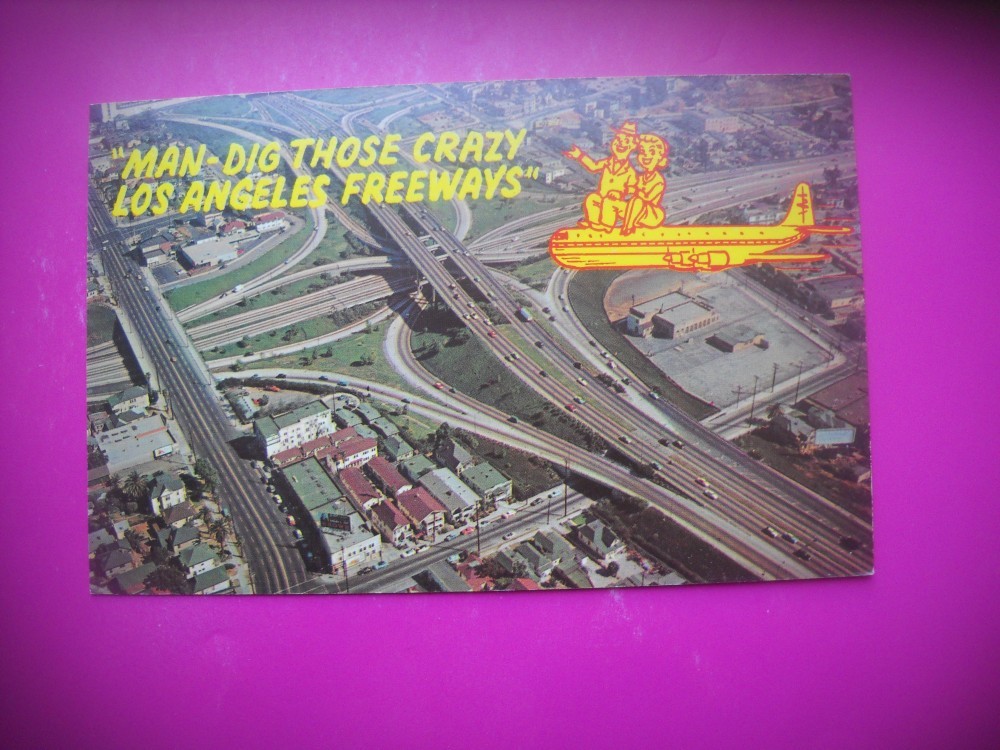 "MAN-DIG THOSE CRAZY
LOS ANGELES FREEWAYS"